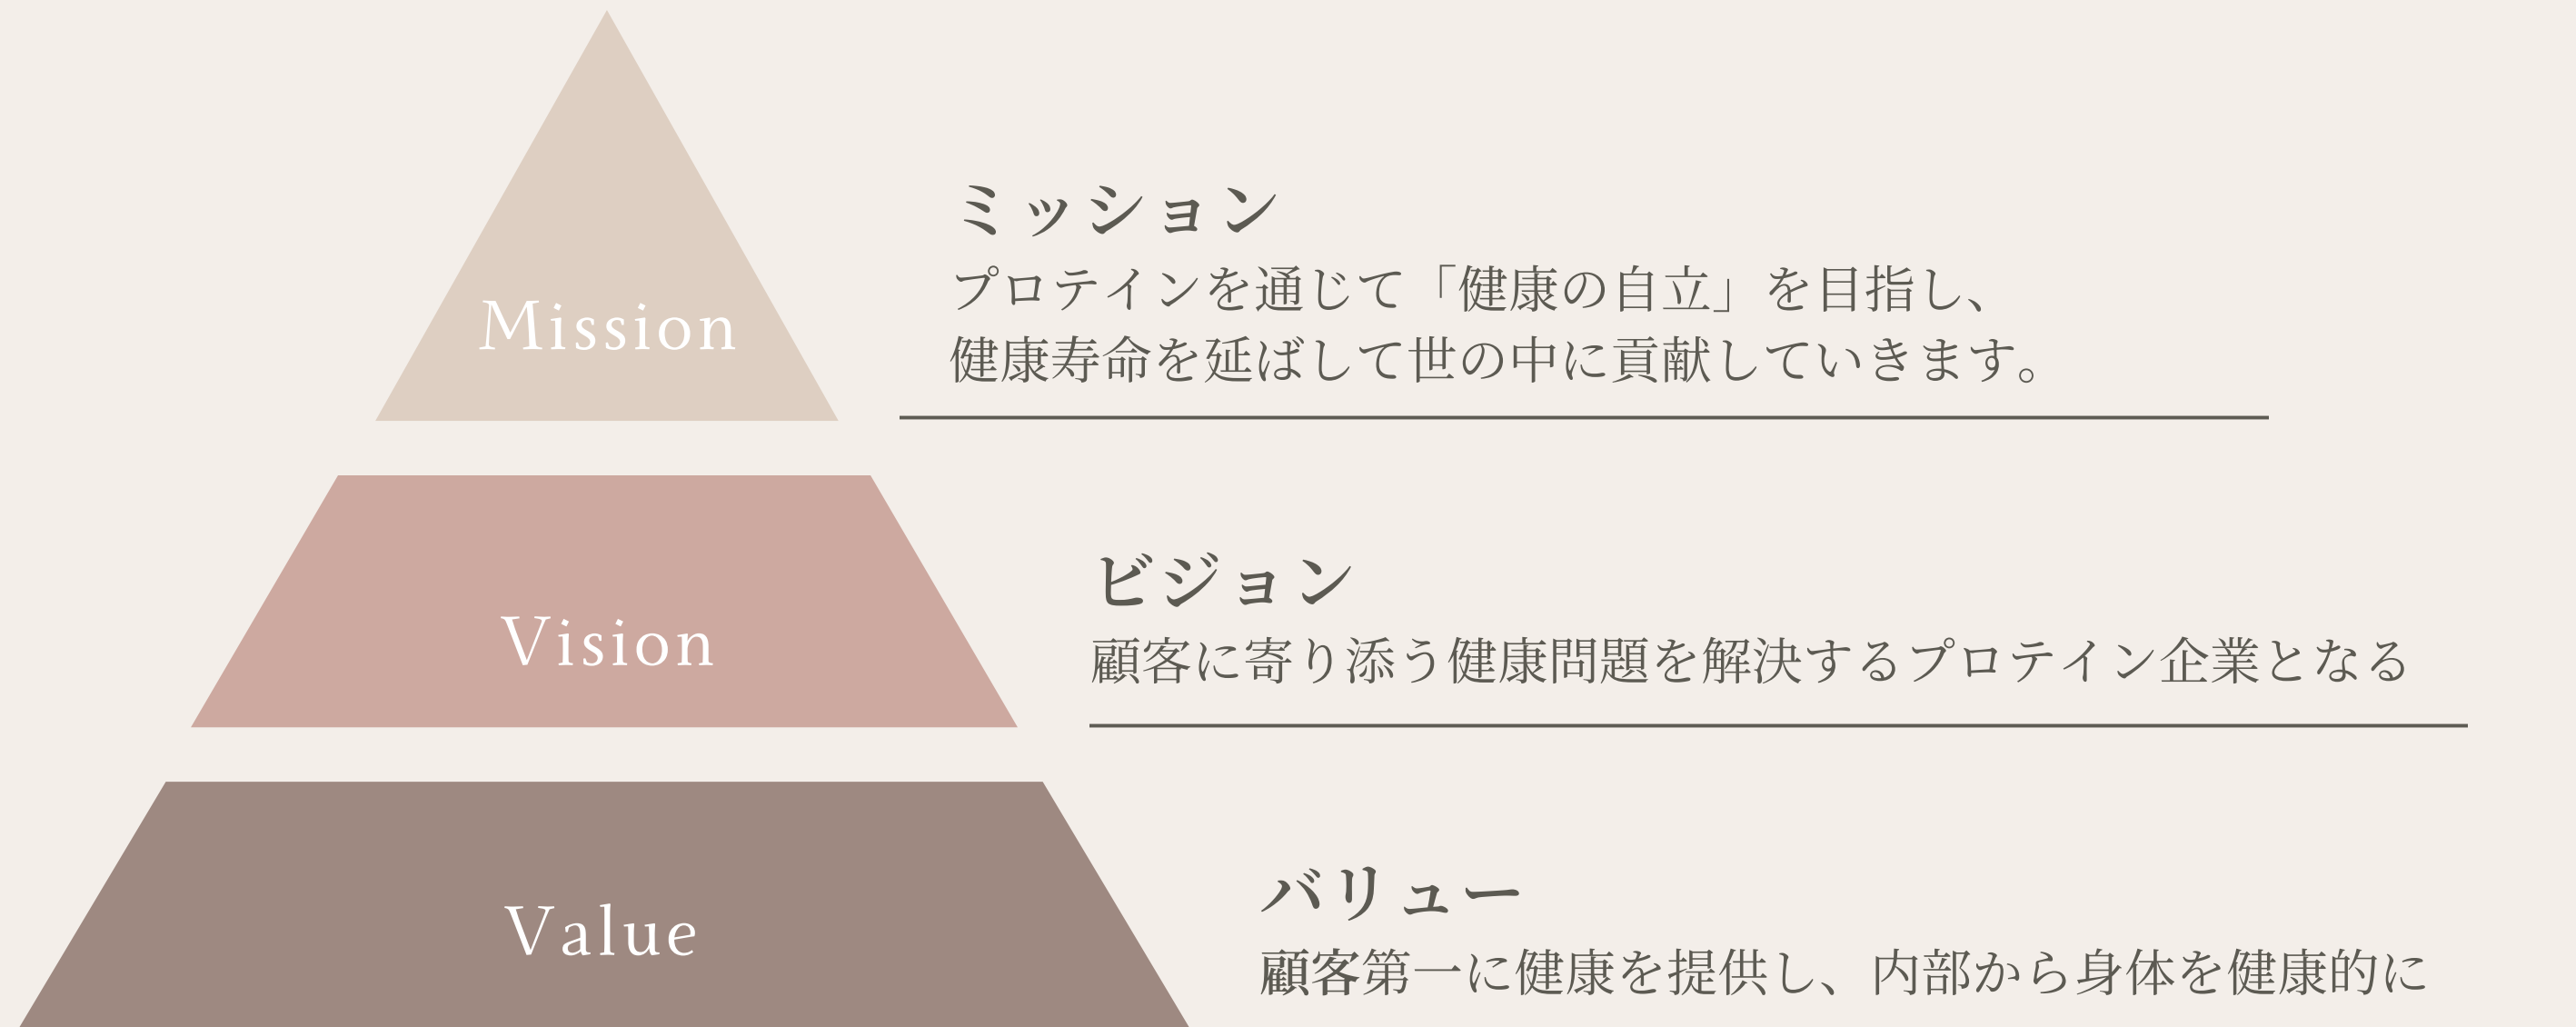 Mission
ミッション
プロテインを通じて「健康の自立」を目指し、
健康寿命を延ばして世の中に貢献していきます。
Vision
ビジョン
顧客に寄り添う健康問題を解決するプロテイン企業となる
Value
バリュー
顧客第一に健康を提供し、内部から身体を健康的に